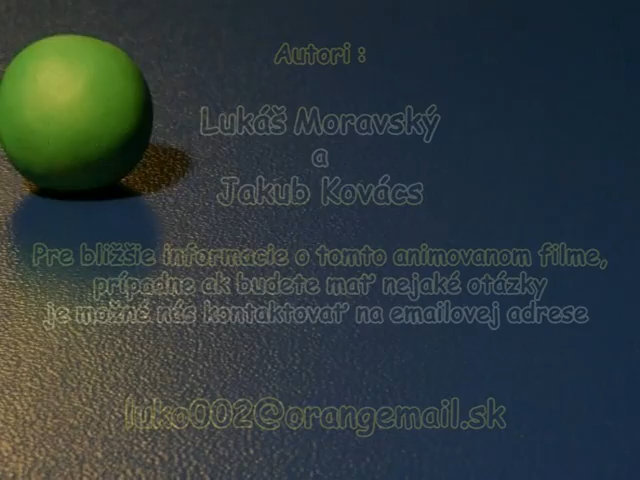 Autori :
Lukáš Moravský
a
Jakub Kovács
Pre bližšie informacie o tomto animovanom filme,
prípadne ak budete mať nejaké otázky
je možné nás kontaktovať na emailovej adrese
luko002@orangemail.sk